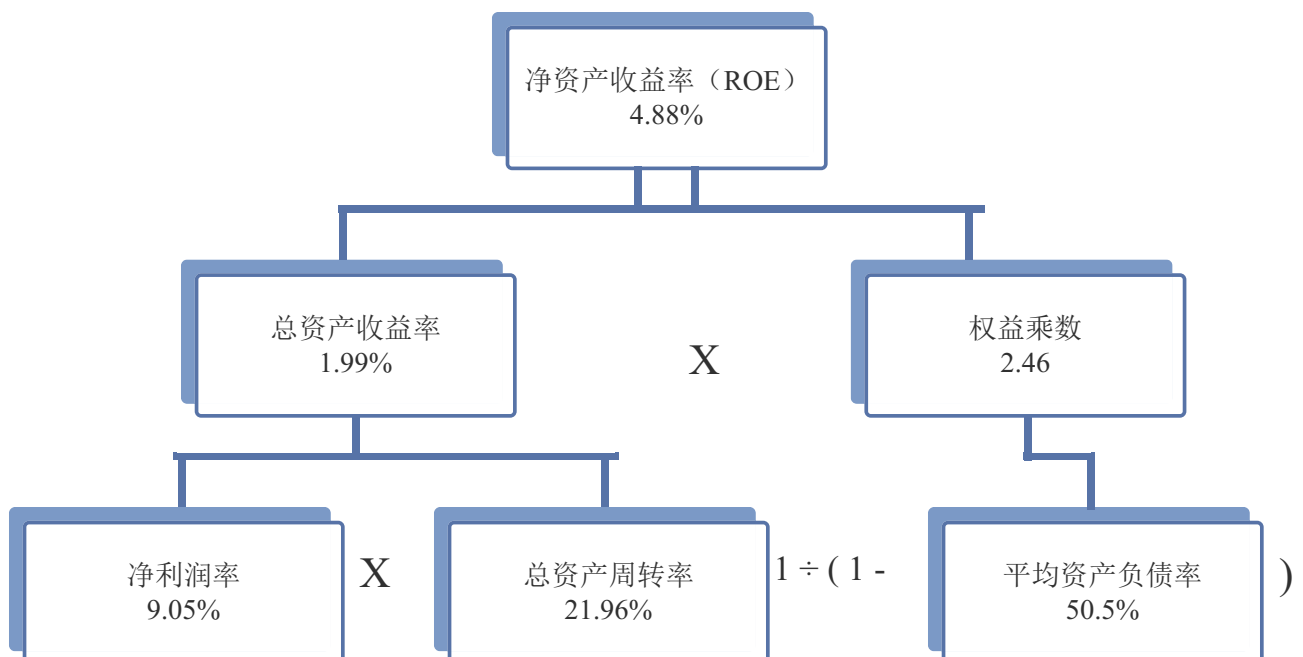 净资产收益率（ROE）
4.88%
总资产收益率
1.99%
X
权益乘数
2.46
净利润率
9.05%
X
总资产周转率
21.96%
1 ÷ ( 1 -
平均资产负债率
50.5%
)